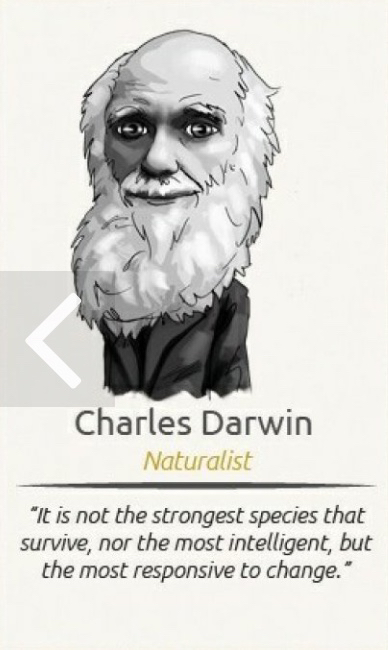 Charles Darwin
Naturalist
“It is not the strongest species that
survive, nor the most intelligent, but
the most responsive to change.”